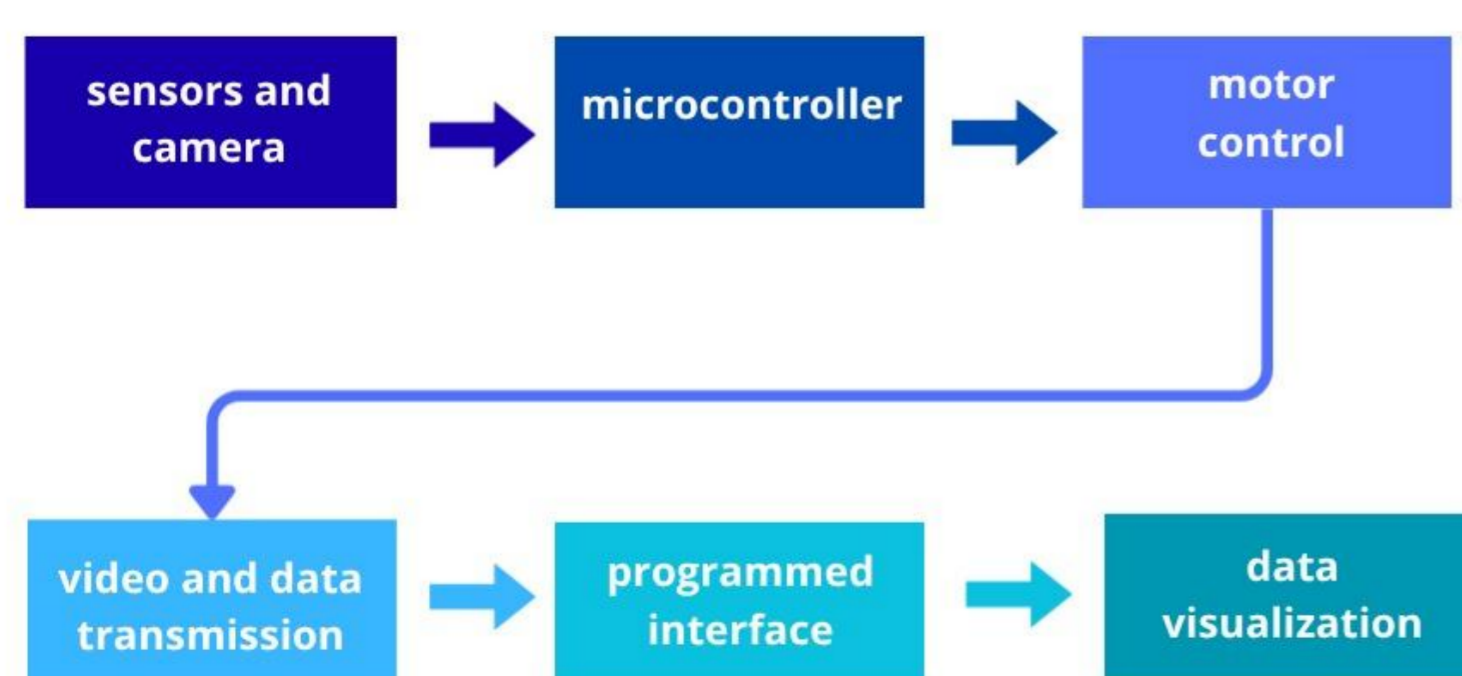 sensors and
camera
microcontroller
motor
control
video and data
transmission
programmed
interface
data
visualization